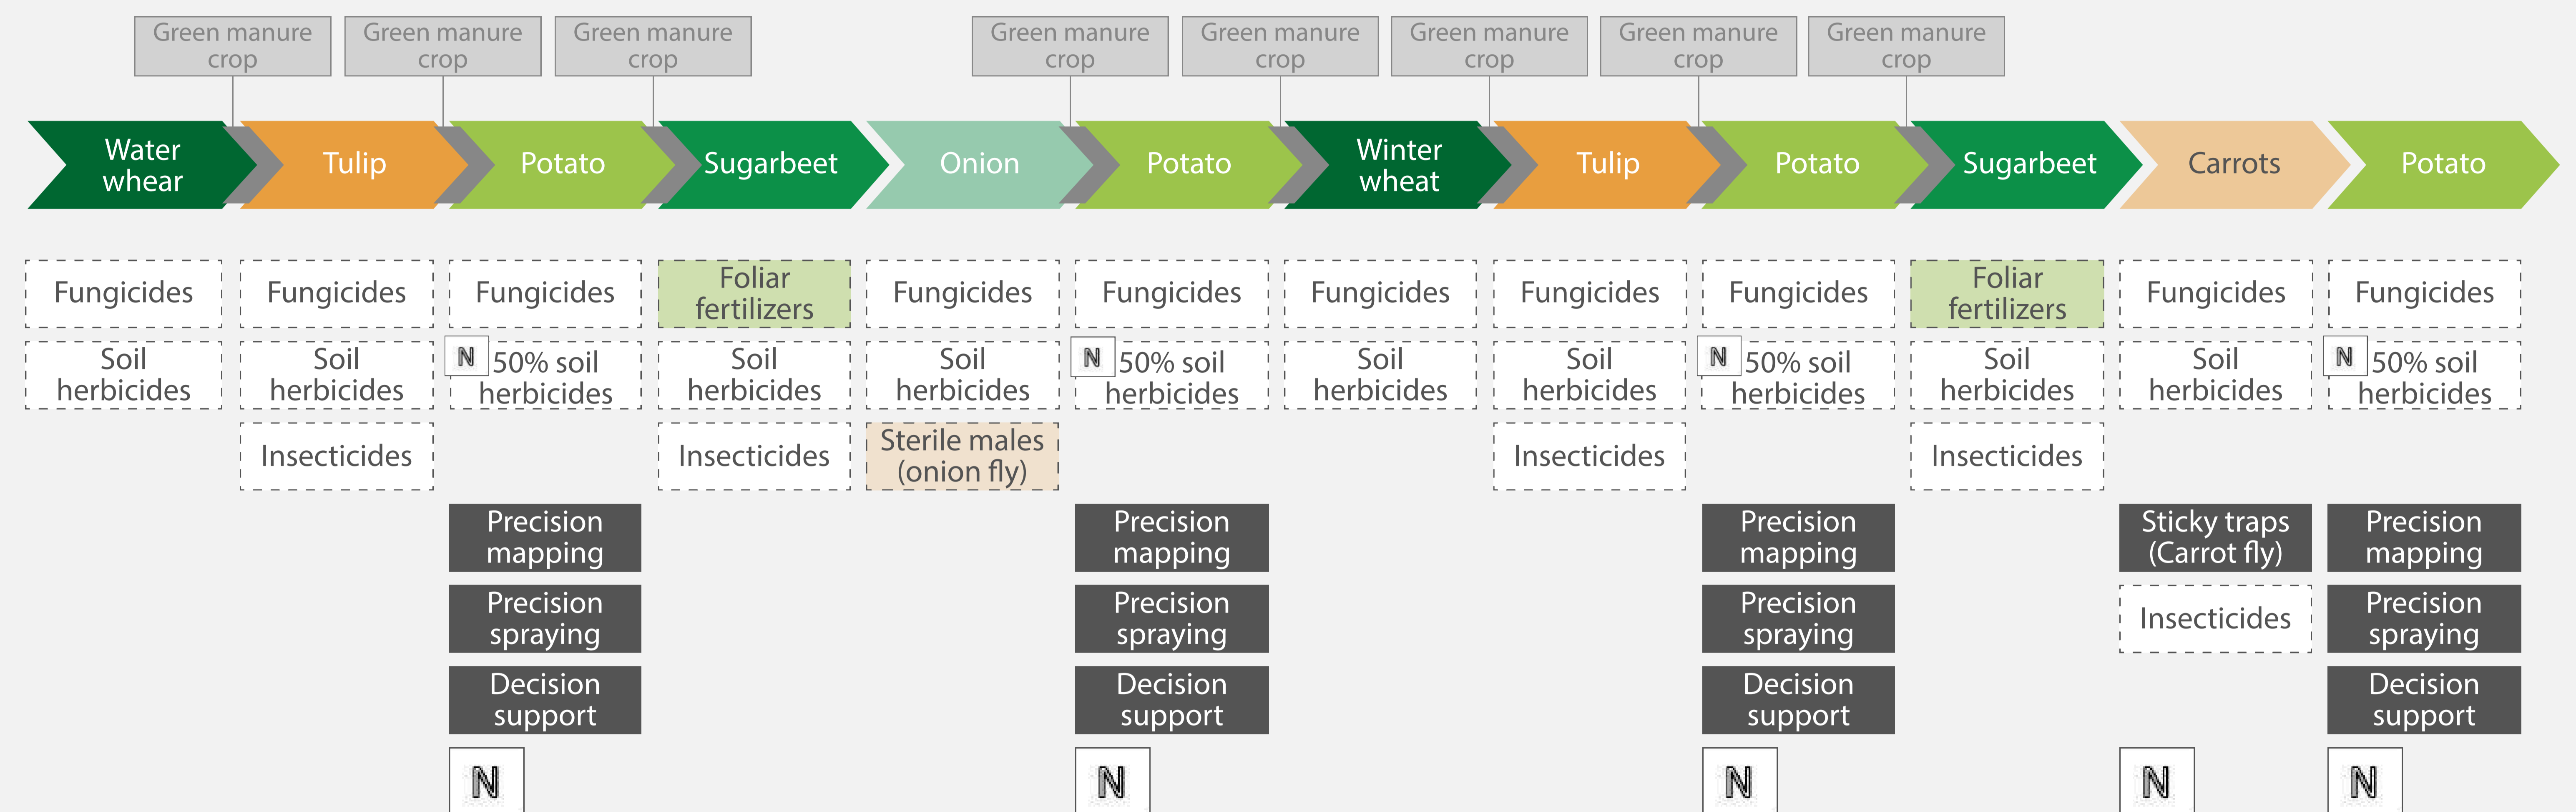 Green manure
crop
Green manure
crop
Green manure
crop
Green manure
crop
Green manure
crop
Green manure
crop
Green manure
crop
Green manure
crop
Water
whear
Tulip
Potato
Sugarbeet
Onion
Potato
Winter
wheat
Tulip
Potato
Sugarbeet
Carrots
Potato
Fungicides
Fungicides
Fungicides
Foliar
fertilizers
Fungicides
Fungicides
Fungicides
Fungicides
Fungicides
Foliar
fertilizers
Fungicides
Fungicides
Soil
herbicides
Soil
herbicides
N
50% soil
herbicides
Soil
herbicides
Soil
herbicides
N
50% soil
herbicides
Soil
herbicides
Soil
herbicides
N
50% soil
herbicides
Soil
herbicides
Soil
herbicides
N
50% soil
herbicides
Insecticides
Insecticides
Sterile males
(onion fly)
Insecticides
Insecticides
Precision
mapping
Precision
mapping
Precision
mapping
Sticky traps
(Carrot fly)
Precision
mapping
Precision
spraying
Precision
spraying
Precision
spraying
Insecticides
Precision
spraying
Decision
support
Decision
support
Decision
support
Decision
support
N
N
N
N
N